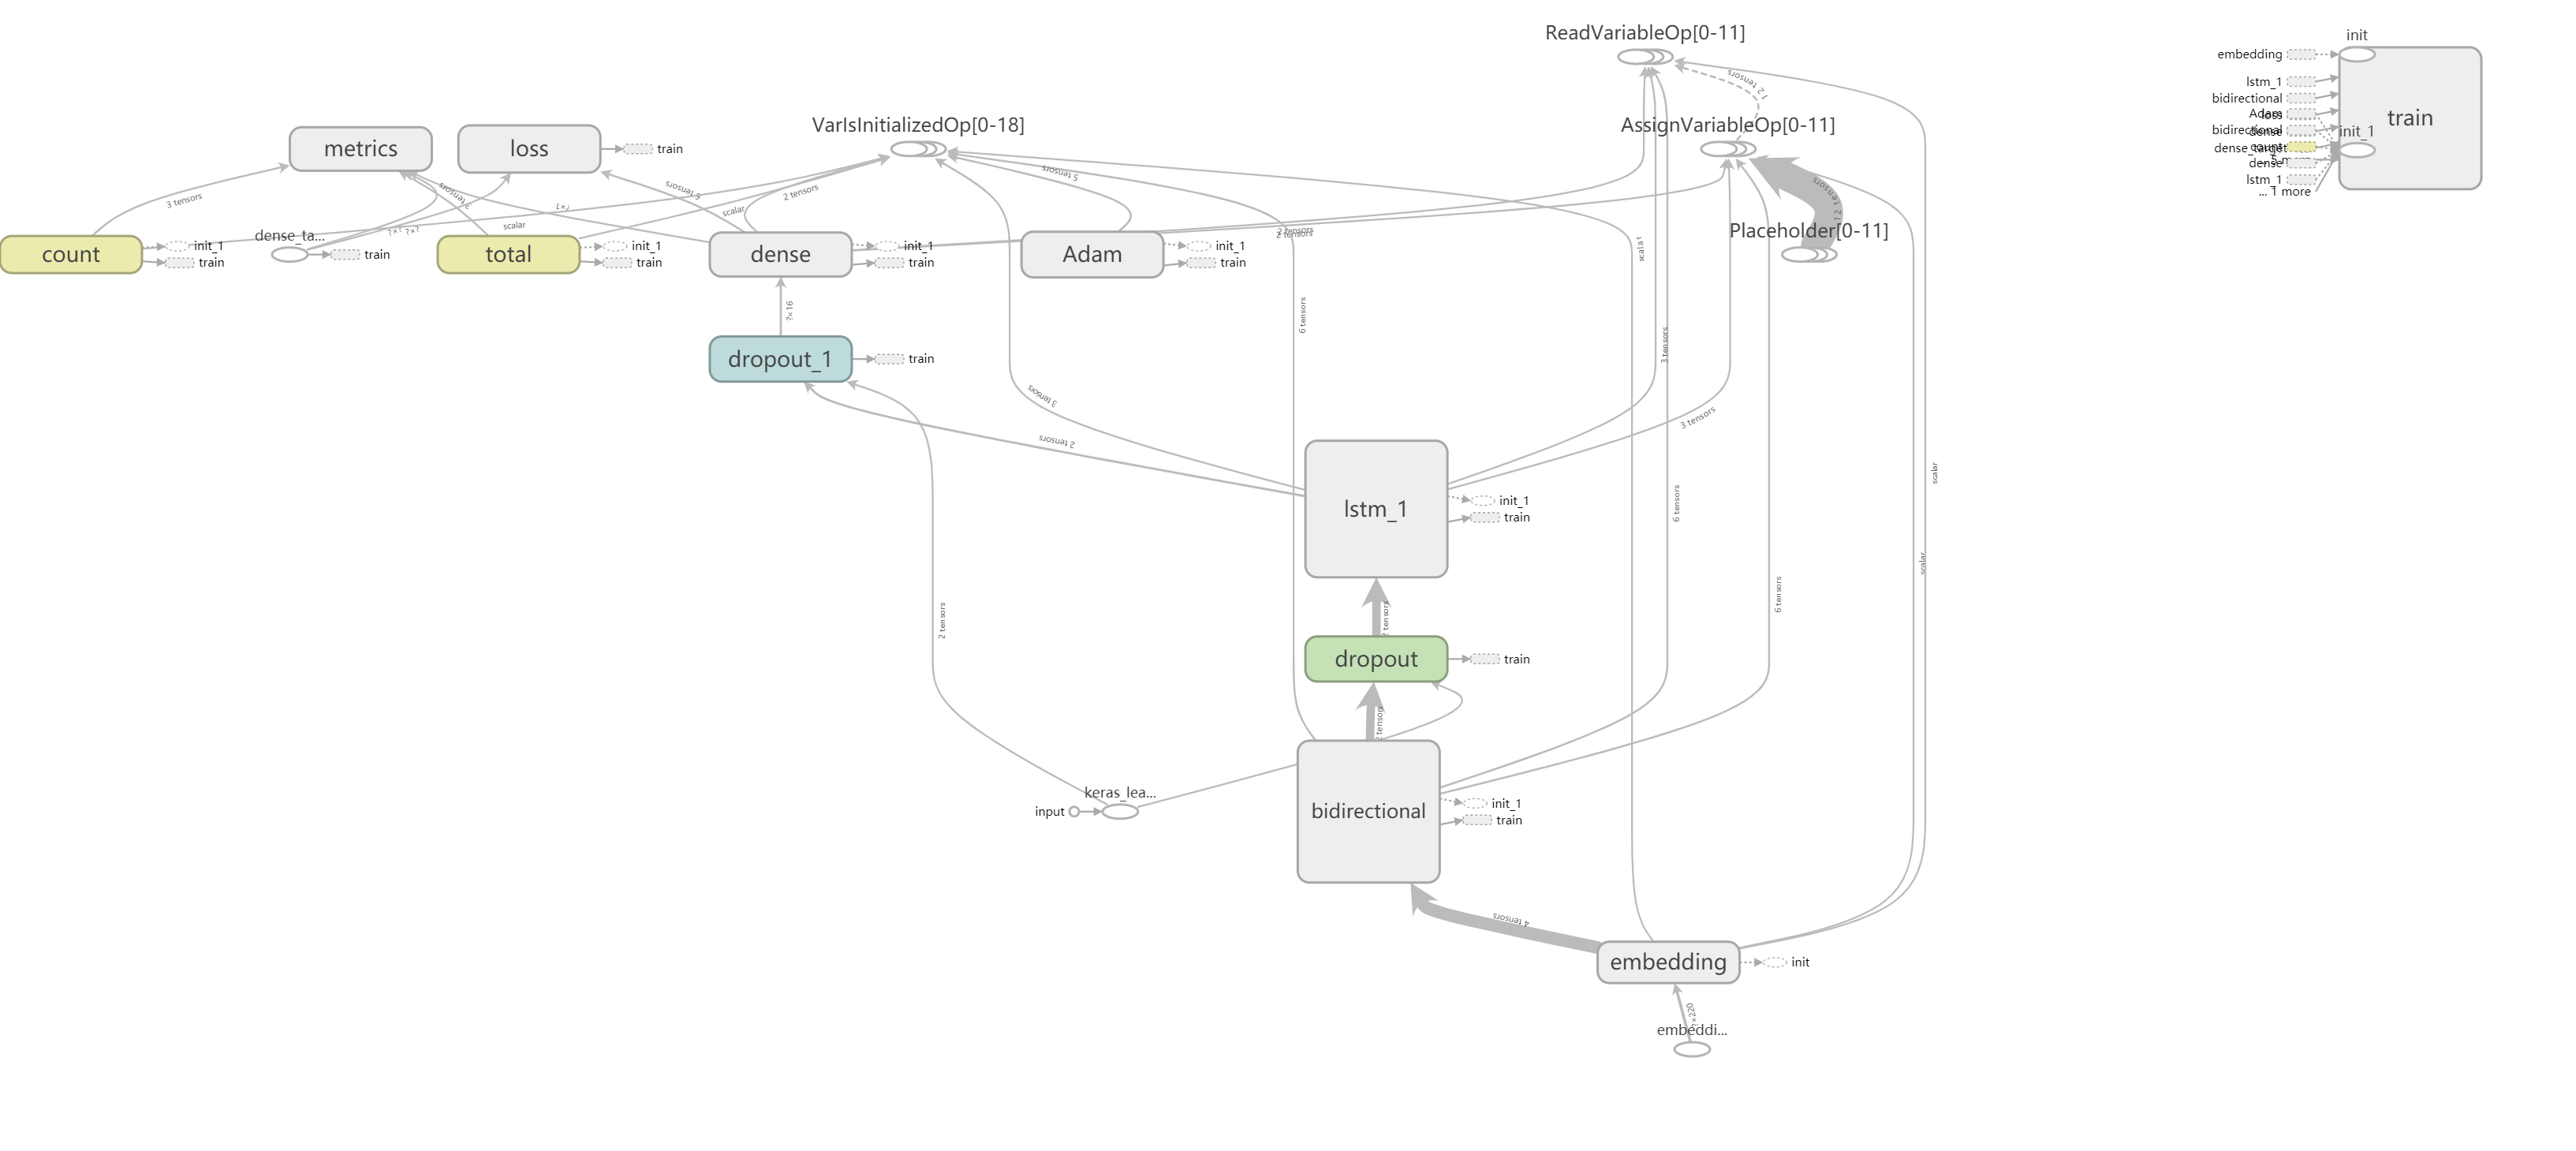 ReadVariableOp[0-11]
init
embedding
12 tensors
lstm_1
bidirectional
Adam
loss
train
VarIsInitializedOp[0-18]
AssignVariableOp[0-11]
bidirectional
dense
init_1
metrics
loss
train
count
dense_target
dense
5 tensors
lstm_1
... 1 more
3 tensors
3 tensors
5 tensors
2 tensors
12 tensors
?×1
scalar
scalar
?×?
?×?
Placeholder[0-11]
2 tensors
2 tensors
dense_ta...
count
init_1
train
train
total
init_1
train
dense
init_1
train
Adam
init_1
train
scalar
?×16
6 tensors
3 tensors
dropout_1
train
3 tensors
3 tensors
2 tensors
scalar
lstm_1
init_1
train
6 tensors
scalar
6 tensors
2 tensors
2 tensors
dropout
train
2 tensors
keras_lea...
input
bidirectional
init_1
train
4 tensors
embedding
init
?×220
embeddi...